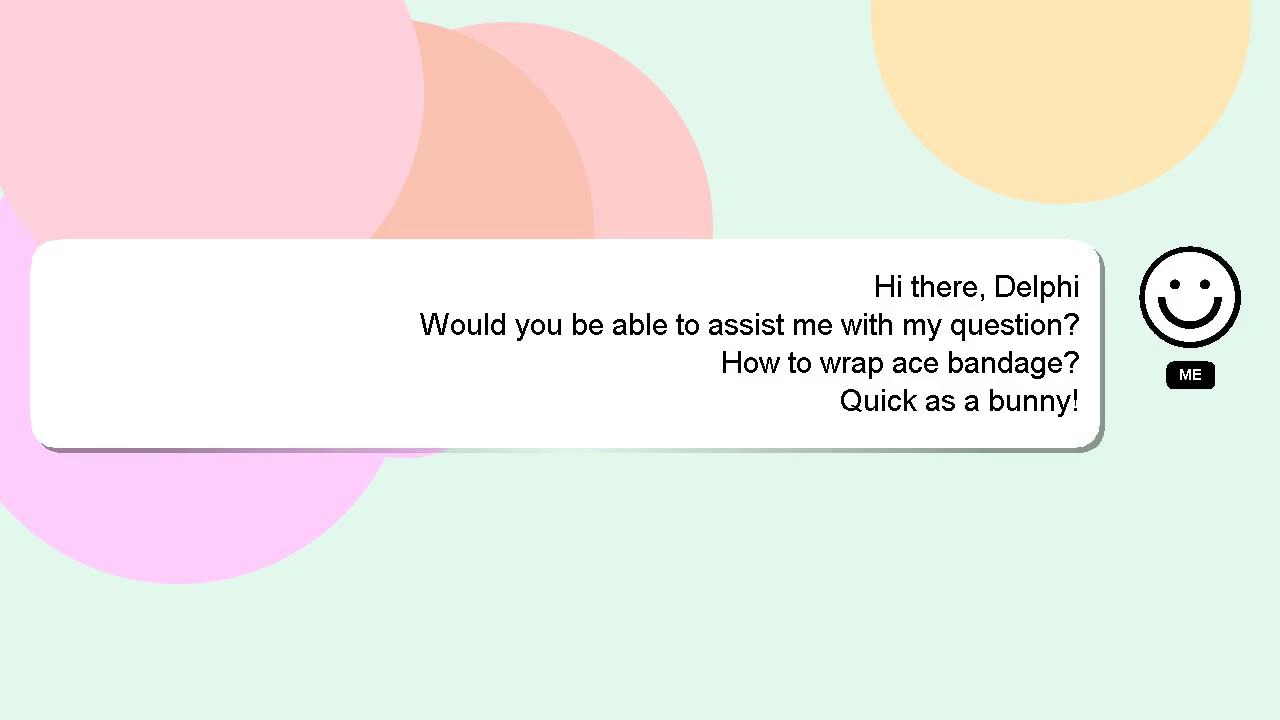 Hi there, Delphi
Would you be able to assist me with my question?
How to wrap ace bandage?
Quick as a bunny!
ME